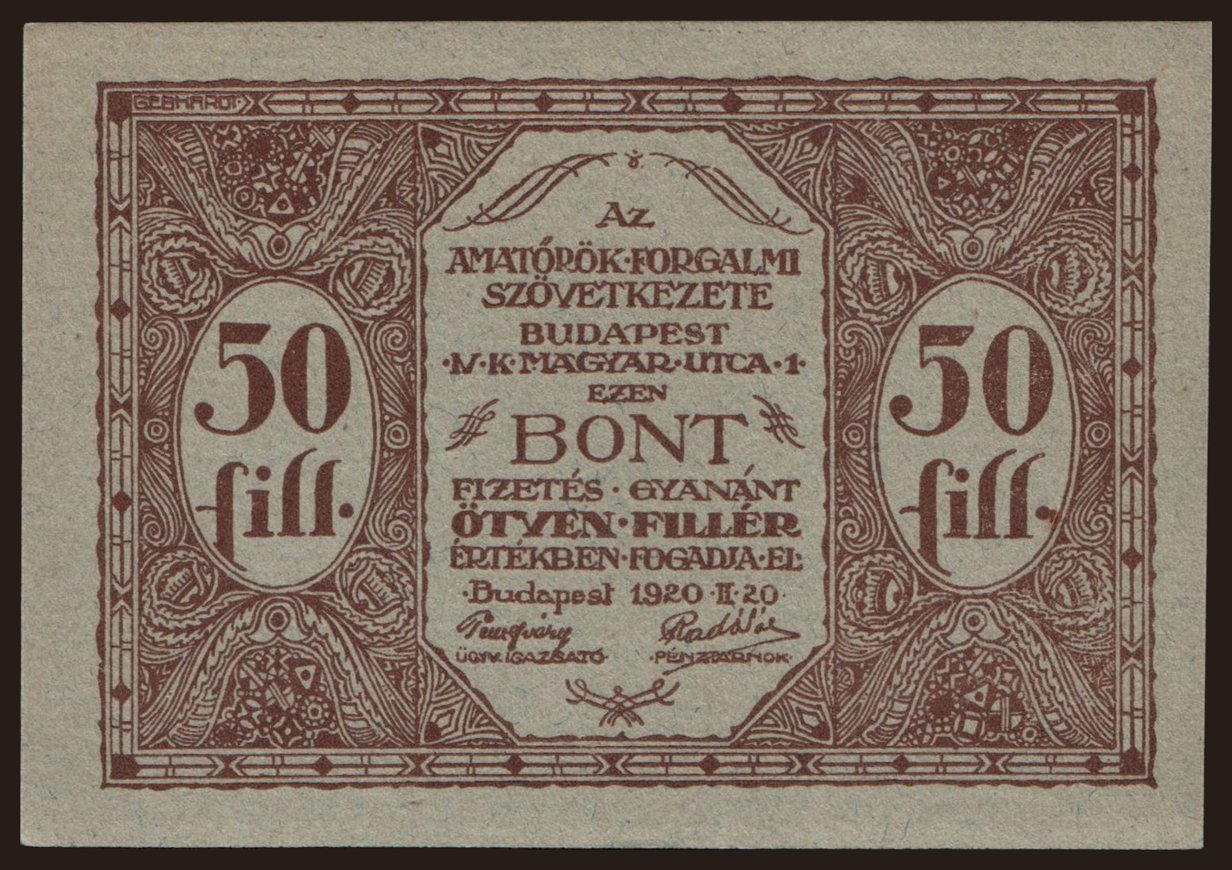 GEBHARDT
Az
AMATŐRÖK·FORGALMI
SZÖVETKEZETE
BUDAPEST
·IV·K·MAGYAR·UTCA·1·
EZEN
BONT
FIZETÉS·GYANÁNT
ÖTVEN·FILLÉR
ÉRTÉKBEN·FOGADJA·EL·
·Budapest 1920·II·20·
ÜGYV. IGAZGATÓ·
·PÉNZTÁRNOK·
50
fill.
50
fill.